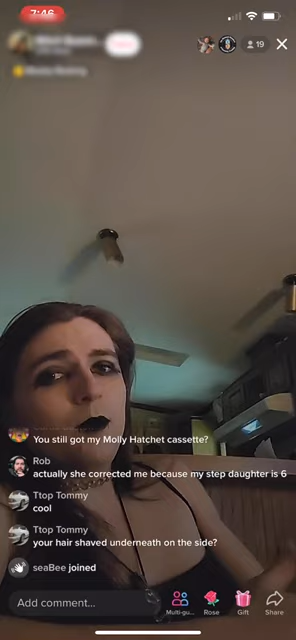 7:46
19
You still got my Molly Hatchet cassette?
Rob
actually she corrected me because my step daughter is 6
Ttop Tommy
cool
Ttop Tommy
your hair shaved underneath on the side?
seaBee joined
Add comment...
Multi-gu...
Rose
Gift
Share